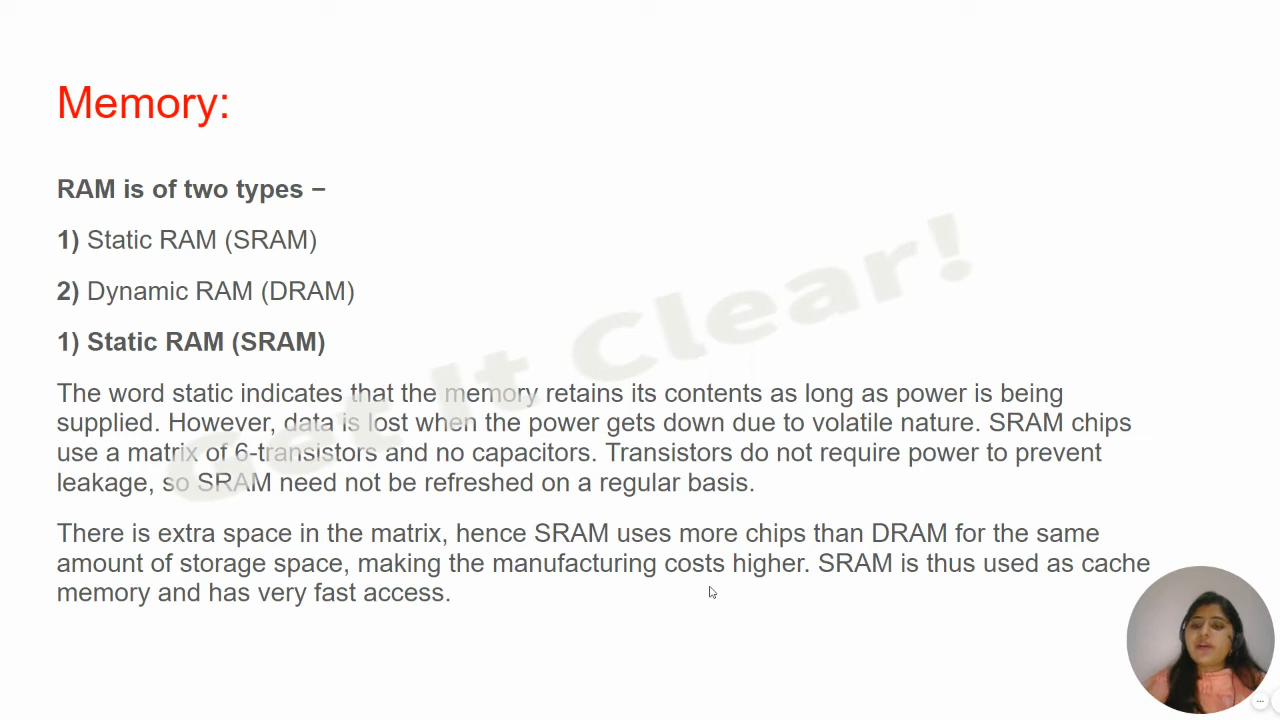 Memory:
RAM is of two types −
1) Static RAM (SRAM)
2) Dynamic RAM (DRAM)
1) Static RAM (SRAM)
The word static indicates that the memory retains its contents as long as power is being
supplied. However, data is lost when the power gets down due to volatile nature. SRAM chips
use a matrix of 6-transistors and no capacitors. Transistors do not require power to prevent
leakage, so SRAM need not be refreshed on a regular basis.
There is extra space in the matrix, hence SRAM uses more chips than DRAM for the same
amount of storage space, making the manufacturing costs higher. SRAM is thus used as cache
memory and has very fast access.
Get It Clear!